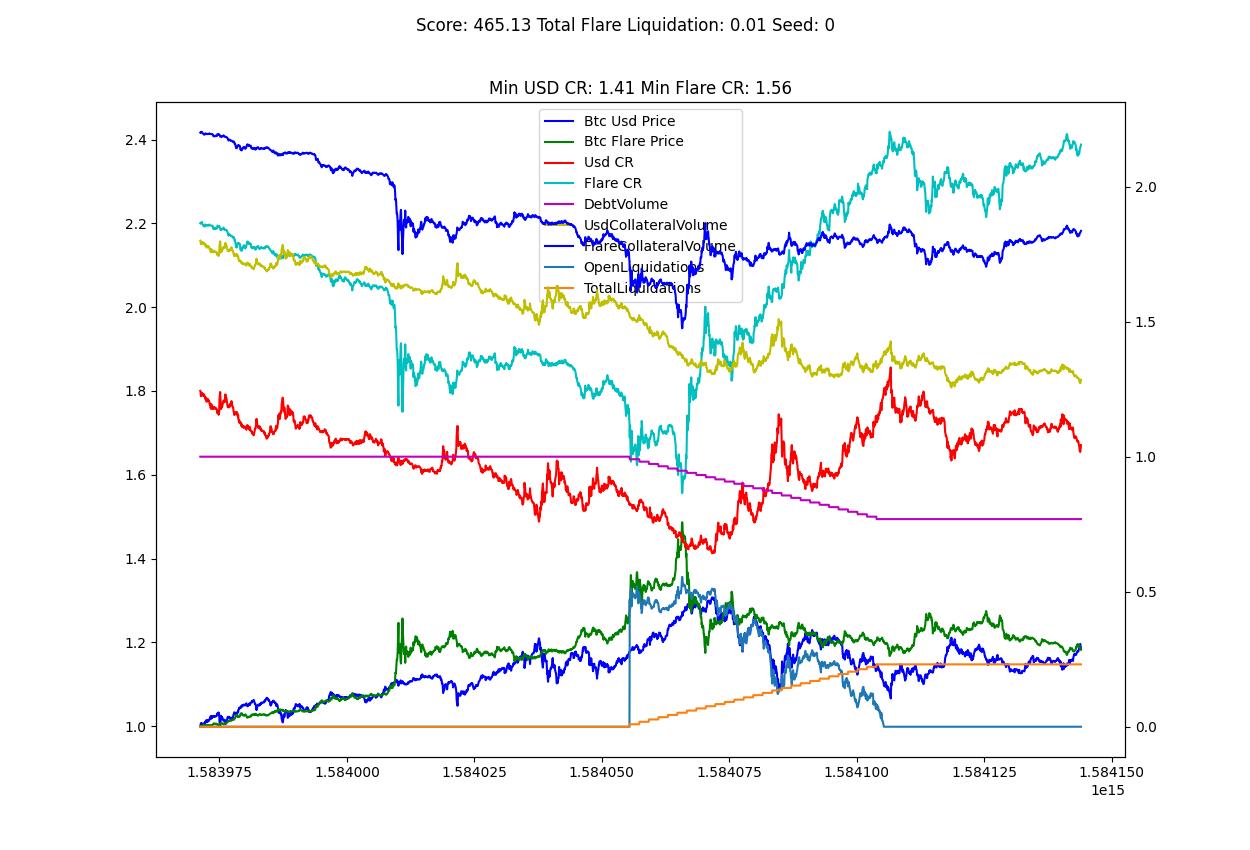 Score: 465.13 Total Flare Liquidation: 0.01 Seed: 0
Min USD CR: 1.41 Min Flare CR: 1.56
Btc Usd Price
Btc Flare Price
Usd CR
Flare CR
DebtVolume
UsdCollateralVolume
FlareCollateralVolume
OpenLiquidations
TotalLiquidations
2.4
2.2
2.0
1.8
1.6
1.4
1.2
1.0
2.0
1.5
1.0
0.5
0.0
1.583975
1.584000
1.584025
1.584050
1.584075
1.584100
1.584125
1.584150
1e15